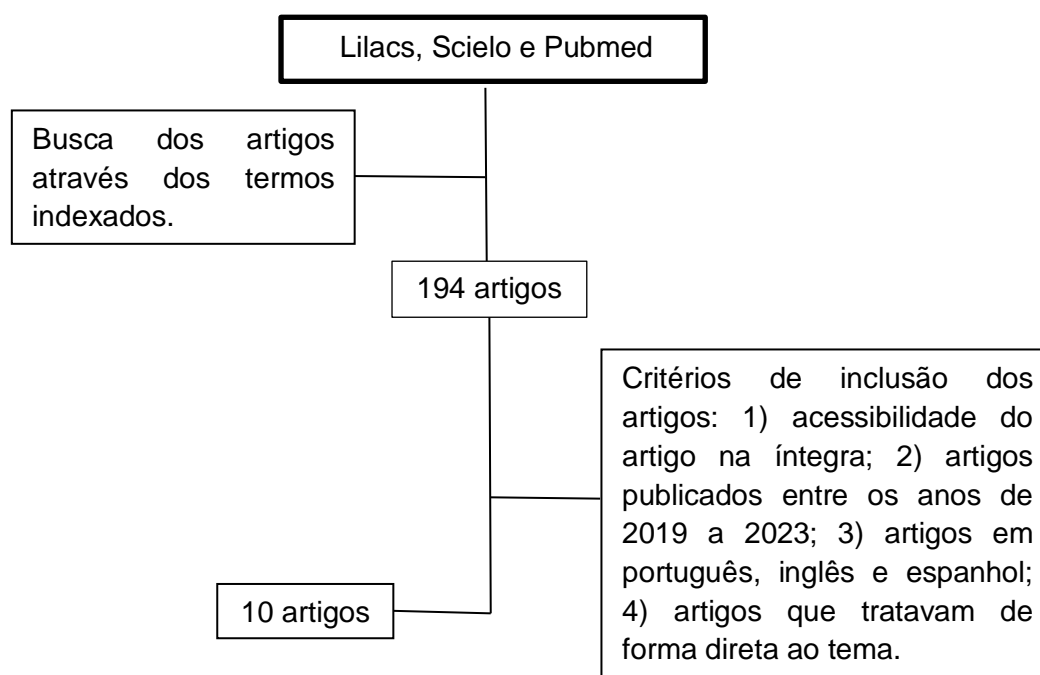 Lilacs, Scielo e Pubmed
Busca dos artigos
através dos termos
indexados.
194 artigos
Critérios de inclusão dos
artigos: 1) acessibilidade do
artigo na íntegra; 2) artigos
publicados entre os anos de
2019 a 2023; 3) artigos em
português, inglês e espanhol;
4) artigos que tratavam de
forma direta ao tema.
10 artigos